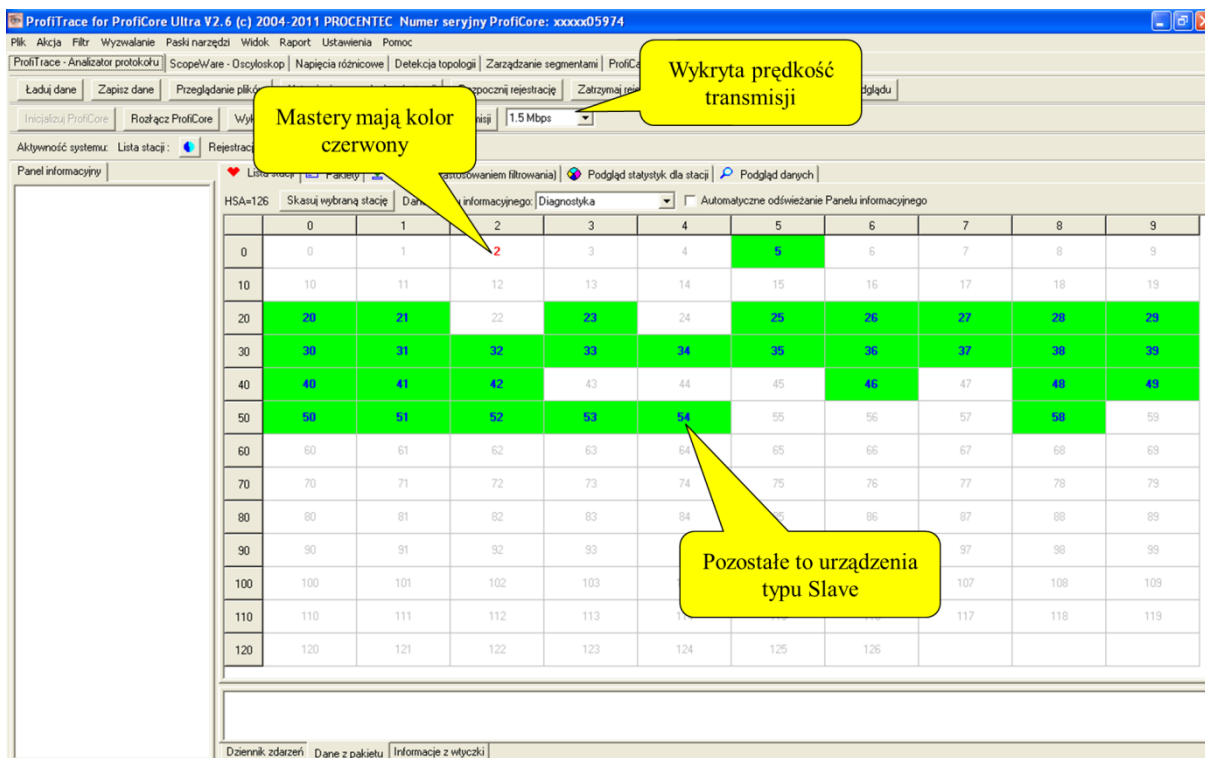 ProfiTrace for ProfiCore Ultra V2.6 (c) 2004-2011 PROCENTEC Numer seryjny ProfiCore: xxxxx05974
Plik Akcja Filtr Wyzwalanie Paski narzędzi Widok Raport Ustawienia Pomoc
ProfiTrace - Analizator protokołu ScopeWare - Oscyloskop Napięcia różnicowe Detekcja topologii Zarządzanie segmentami
Wykryta prędkość
transmisji
Ładuj dane Zapisz dane
Mastery mają kolor
czerwony
Inicjalizuj ProfiCore Rozłącz ProfiCore 1.5 Mbps
Aktywność systemu: Lista stacji:
Panel informacyjny
Podgląd statystyk dla stacji Podgląd danych
HSA=126 Skasuj wybraną stację informacyjnego: Diagnostyka Automatyczne odświeżanie Panelu informacyjnego
0 1 2 3 4 5 6 7 8 9
0 0 1 2 3 4 5 6 7 8 9
10 10 11 12 13 14 15 16 17 18 19
20 20 21 22 23 24 25 26 27 28 29
30 30 31 32 33 34 35 36 37 38 39
40 40 41 42 43 44 45 46 47 48 49
50 50 51 52 53 54 55 56 57 58 59
60 60 61 62 63 64 65 66 67 68 69
70 70 71 72 73 74 75 76 77 78 79
80 80 81 82 83 84 85 86 87 88 89
90 90 91 92 93 97 98 99
Pozostałe to urządzenia
typu Slave
100 100 101 102 103 107 108 109
110 110 111 112 113 117 118 119
120 120 121 122 123 124 125 126
Dziennik zdarzeń Dane z pakietu Informacje z wtyczki